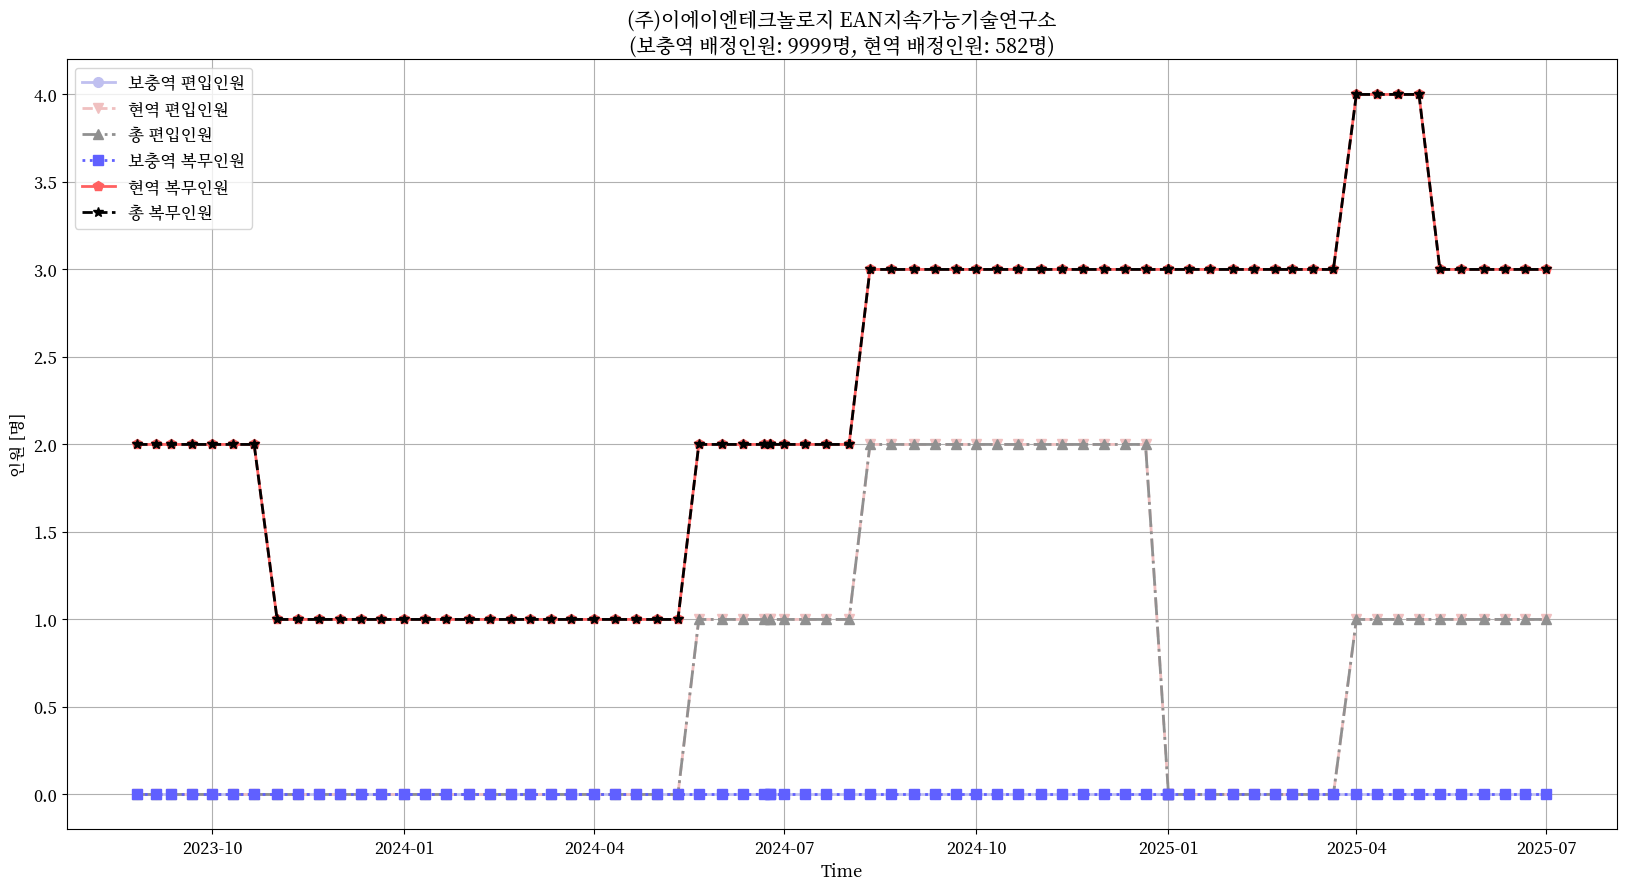 (주)이에이엔테크놀로지 EAN지속가능기술연구소
(보충역 배정인원: 9999명, 현역 배정인원: 582명)
보충역 편입인원
현역 편입인원
총 편입인원
보충역 복무인원
현역 복무인원
총 복무인원
인원 [명]
4.0
3.5
3.0
2.5
2.0
1.5
1.0
0.5
0.0
2023-10
2024-01
2024-04
2024-07
2024-10
2025-01
2025-04
2025-07
Time